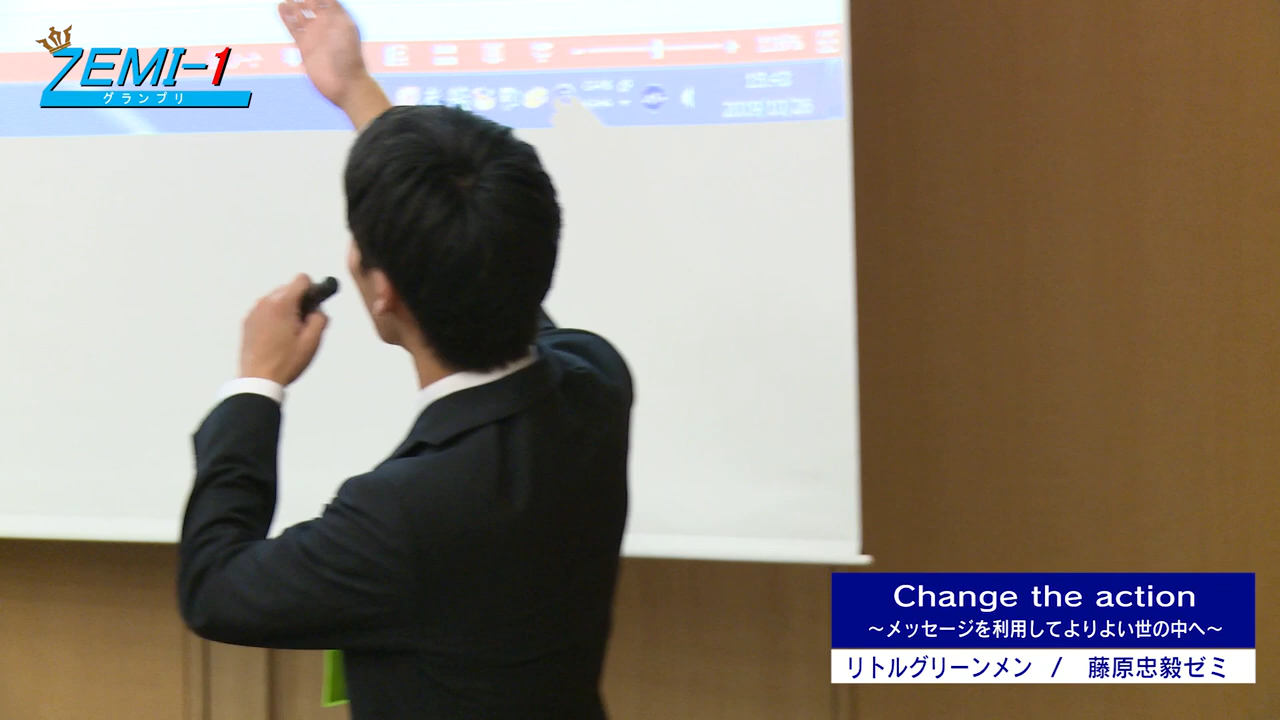 ZEMI-1
グランプリ
Change the action
～メッセージを利用してよりよい世の中へ～
リトルグリーンメン / 藤原忠毅ゼミ